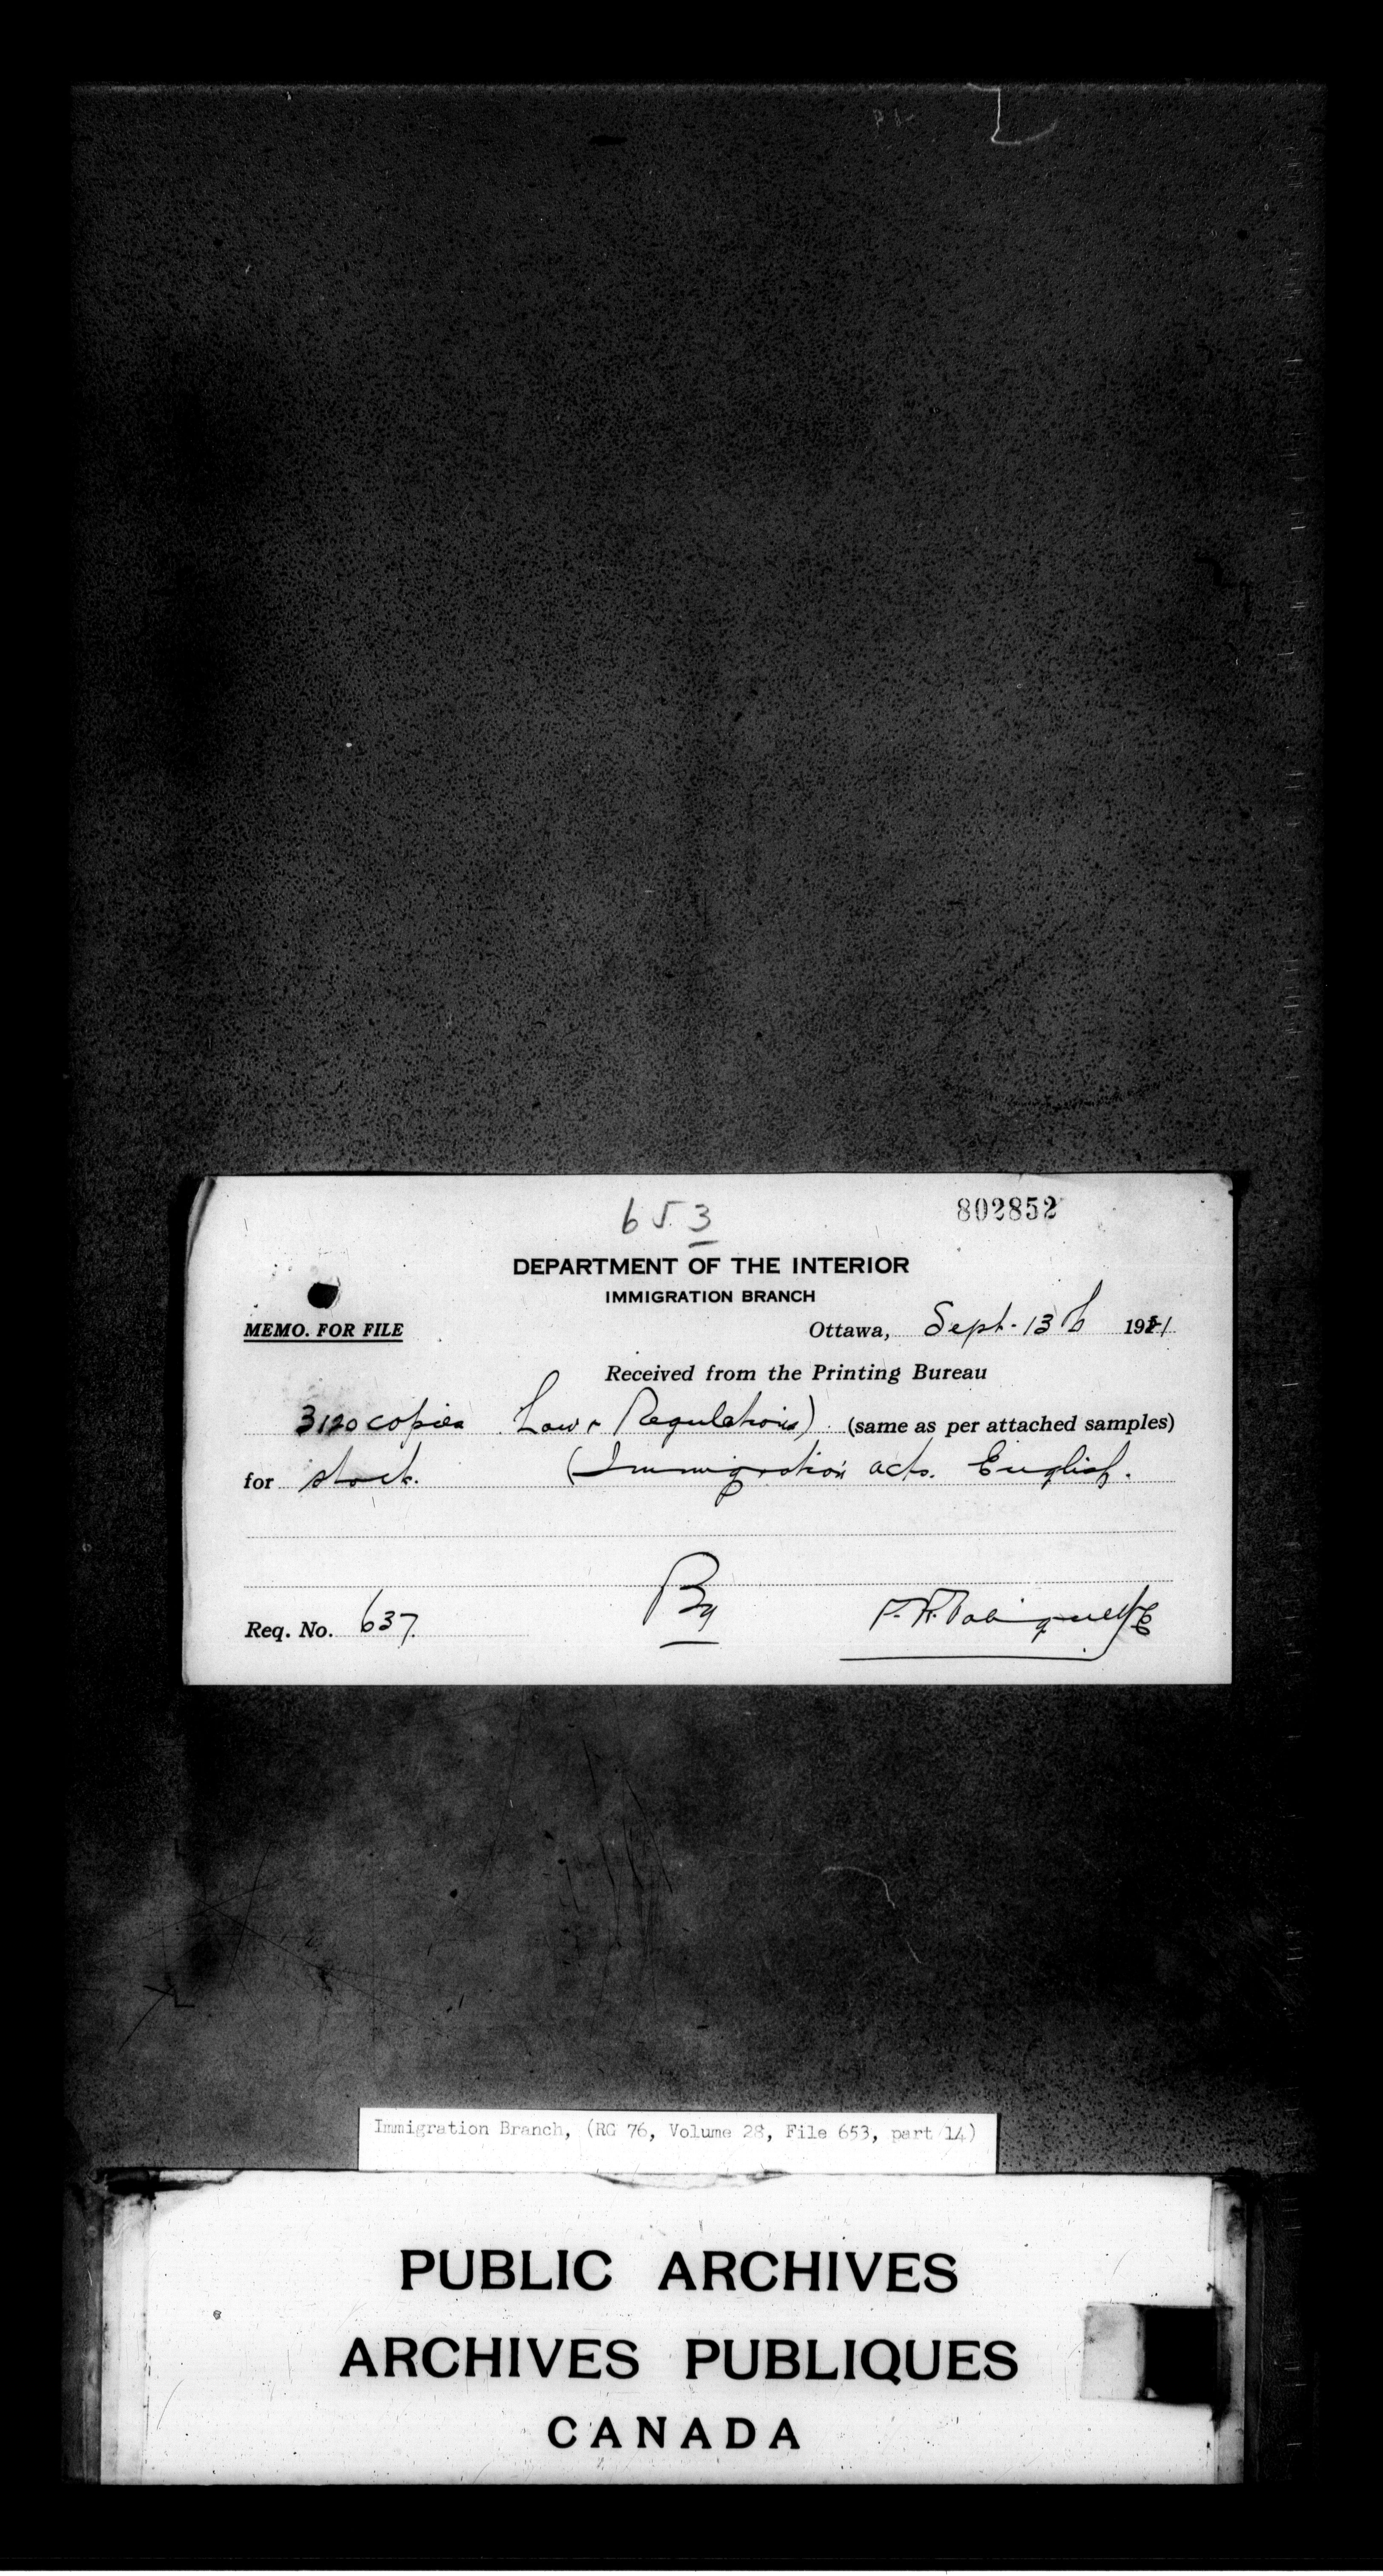 653
802852
DEPARTMENT OF THE INTERIOR
IMMIGRATION BRANCH
MEMO. FOR FILE
Ottawa, Sept. 13th 1921
Received from the Printing Bureau
3120 copies Law & Regulations) (same as per attached samples)
for stock. (Immigration acts. English.
Req. No. 637.
Immigration Branch, (RG 76, Volume 28, File 653, part 14)
PUBLIC ARCHIVES
ARCHIVES PUBLIQUES
CANADA